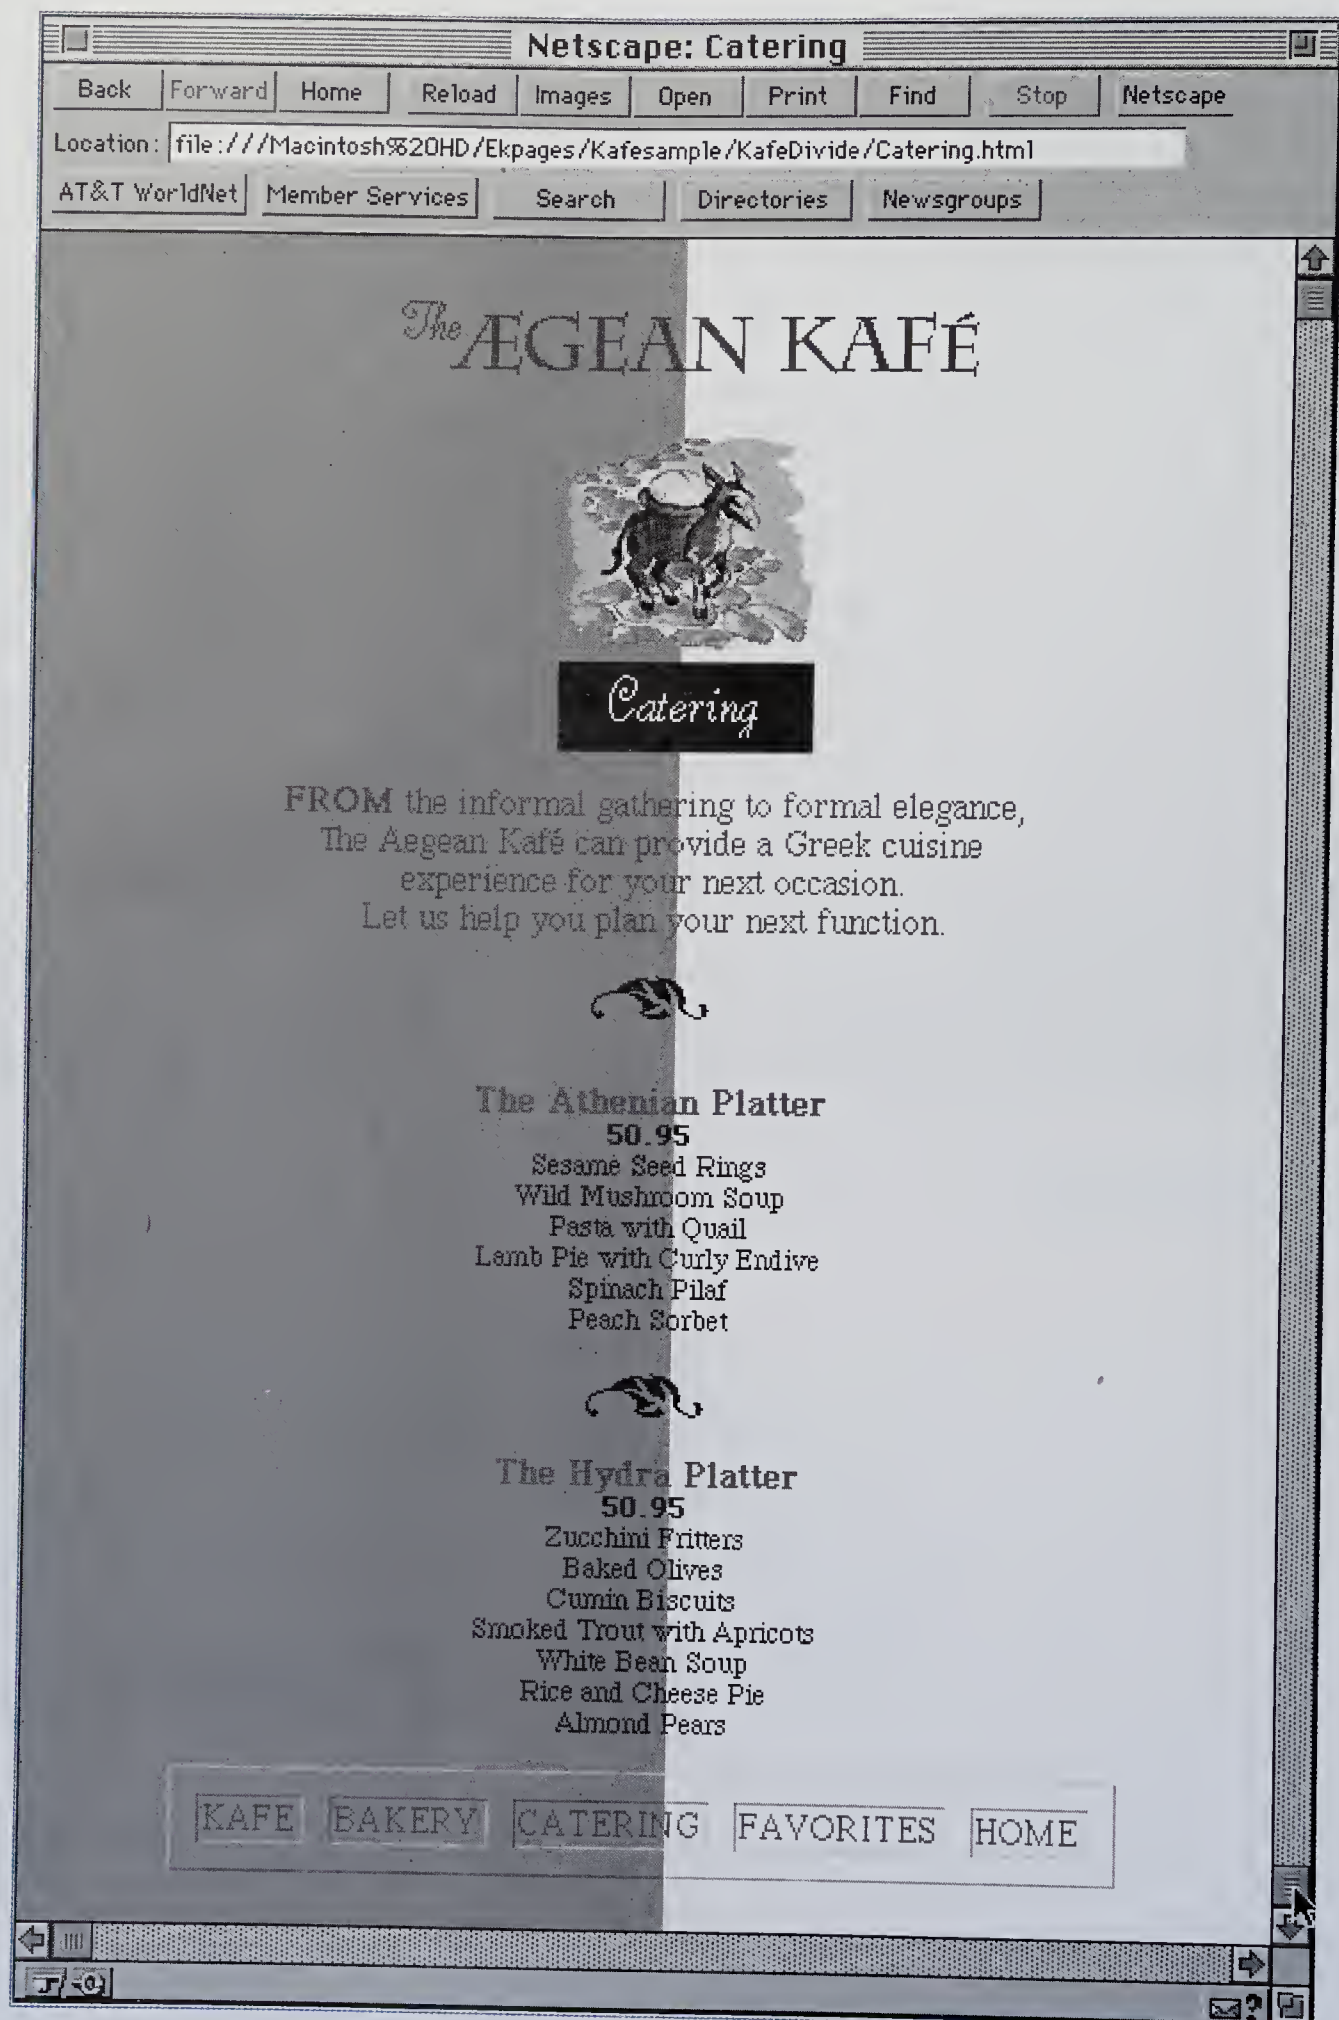 Netscape: Catering
Back Forward Home Reload Images Open Print Find Stop Netscape
Location: file:///Macintosh%20HD/Ekpages/Kafesample/KafeDivide/Catering.html
AT&T WorldNet Member Services Search Directories Newsgroups
The ÆGEAN KAFÉ
Catering
FROM the informal gathering to formal elegance,
The Aegean Kafé can provide a Greek cuisine
experience for your next occasion.
Let us help you plan your next function.
The Athenian Platter
50.95
Sesame Seed Rings
Wild Mushroom Soup
Pasta with Quail
Lamb Pie with Curly Endive
Spinach Pilaf
Peach Sorbet
The Hydra Platter
50.95
Zucchini Fritters
Baked Olives
Cumin Biscuits
Smoked Trout with Apricots
White Bean Soup
Rice and Cheese Pie
Almond Pears
KAFE BAKERY CATERING FAVORITES HOME